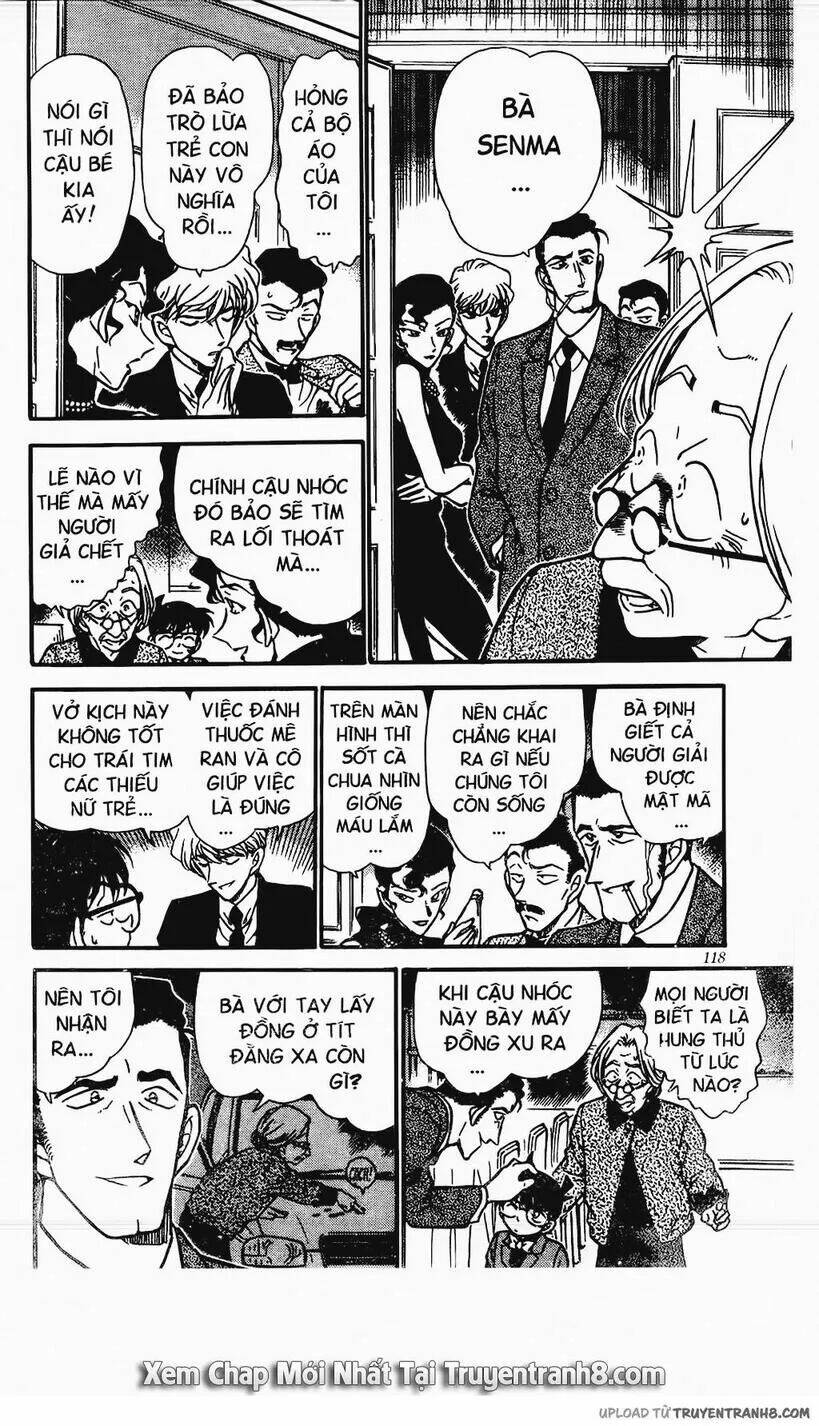 BÀ
SENMA
...
HỎNG
CẢ BỘ
ÁO
CỦA
TÔI
...
ĐÃ BẢO
TRÒ LỪA
TRẺ CON
NÀY VÔ
NGHĨA
RỒI...
NÓI GÌ
THÌ NÓI
CẬU BÉ
KIA
ẤY!
CHÍNH CẬU NHÓC
ĐÓ BẢO SẼ TÌM
RA LỐI THOÁT
MÀ...
LẼ NÀO VÌ
THẾ MÀ MẤY
NGƯỜI
GIẢ CHẾT
...
BÀ ĐỊNH
GIẾT CẢ
NGƯỜI GIẢI
ĐƯỢC
MẬT MÃ
...
NÊN CHẮC
CHẲNG KHAI
RA GÌ NẾU
CHÚNG TÔI
CÒN SỐNG
...
TRÊN MÀN
HÌNH THÌ
SỐT CÀ
CHUA NHÌN
GIỐNG
MÁU LẮM
...
VIỆC ĐÁNH
THUỐC MÊ
RAN VÀ CÔ
GIÚP VIỆC
LÀ ĐÚNG
...
VỞ KỊCH NÀY
KHÔNG TỐT
CHO TRÁI TIM
CÁC THIẾU
NỮ TRẺ...
118
MỌI NGƯỜI
BIẾT TA LÀ
HUNG THỦ
TỪ LÚC
NÀO?
KHI CẬU NHÓC
NÀY BÀY MẤY
ĐỒNG XU RA
...
BÀ VỚI TAY LẤY
ĐỒNG Ở TÍT
ĐẰNG XA CÒN
GÌ?
CẠCH!
NÊN TÔI
NHẬN
RA...
Xem Chap Mới Nhất Tại Truyentranh8.com
UPLOAD TỪ TRUYENTRANH8.COM